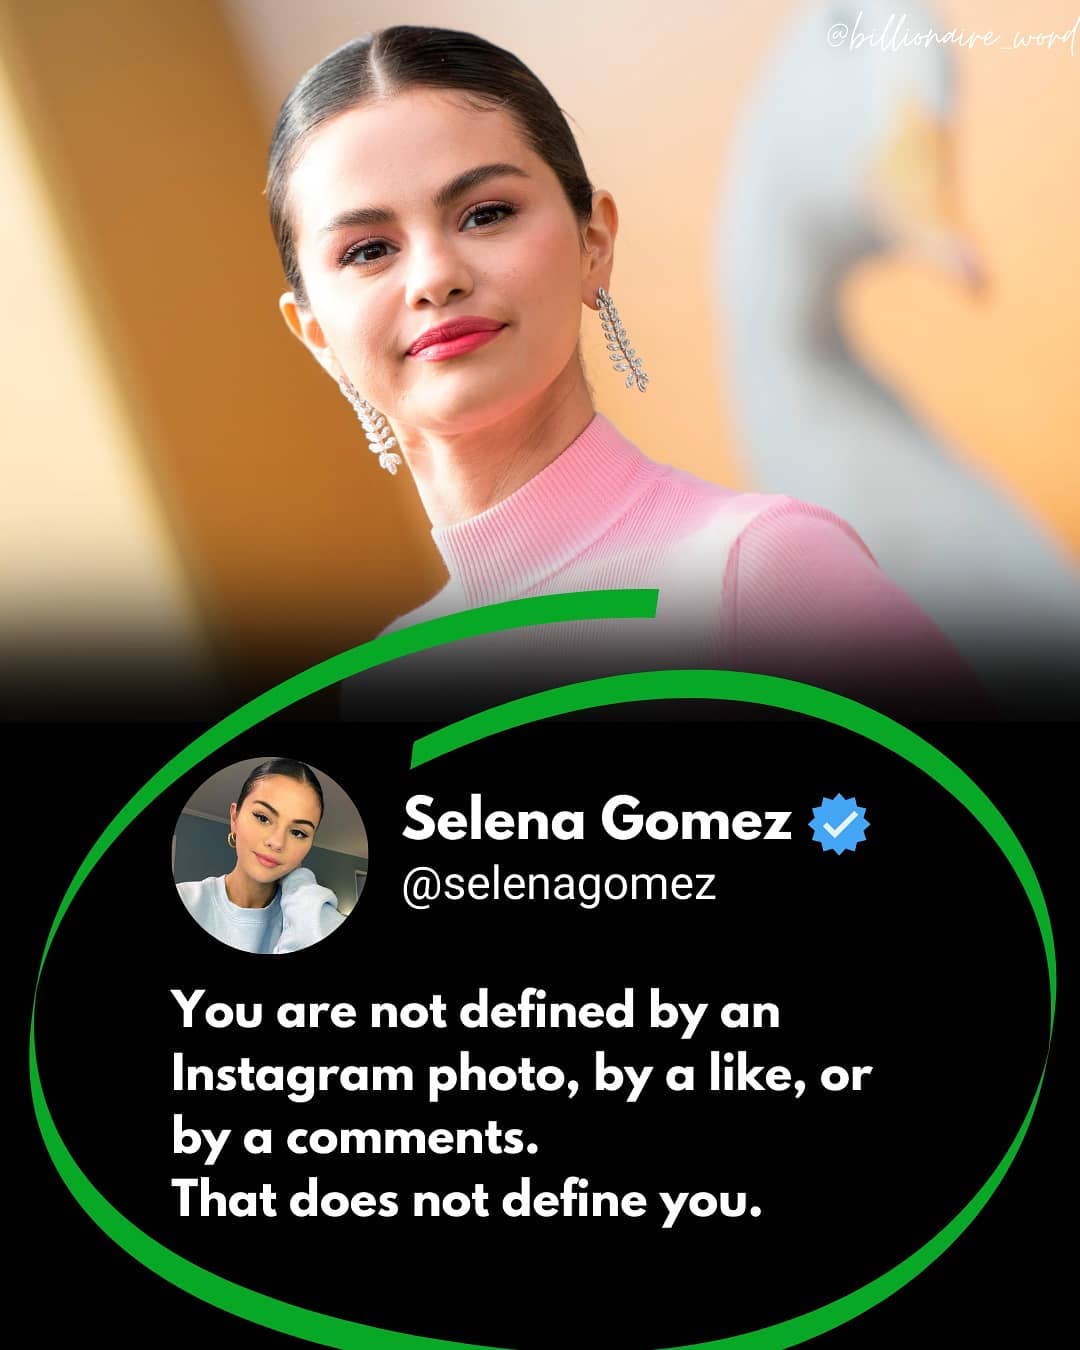 @billionaire_word
Selena Gomez
@selenagomez
You are not defined by an
Instagram photo, by a like, or
by a comments.
That does not define you.